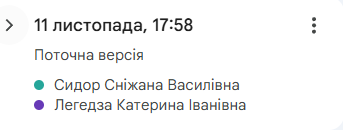 11 листопада, 17:58
Поточна версія
Сидор Сніжана Василівна
Легедза Катерина Іванівна